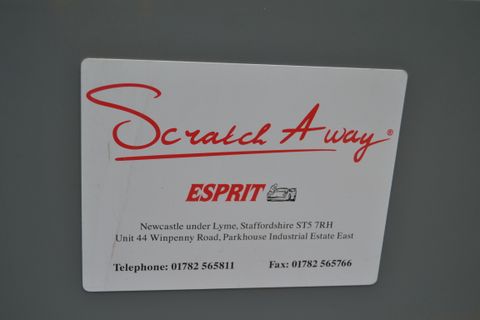 Scratch Away®
ESPRIT
Newcastle under Lyme, Staffordshire ST5 7RH
Unit 44 Winpenny Road, Parkhouse Industrial Estate East
Telephone: 01782 565811 Fax: 01782 565766